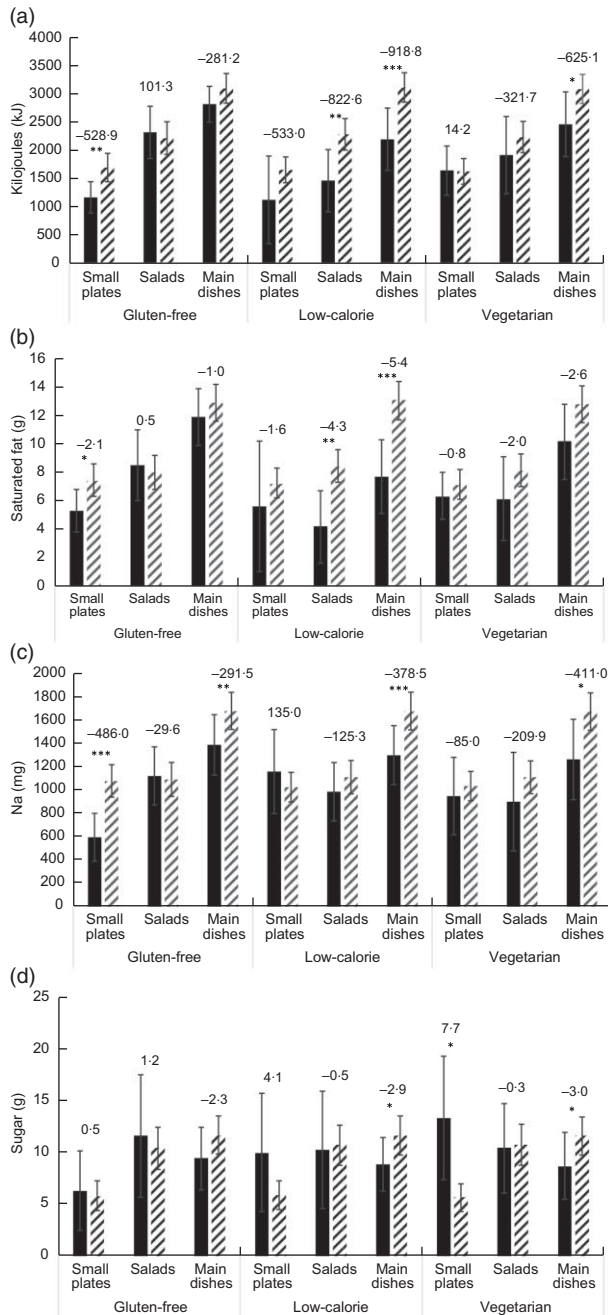 (a)
Kilojoules (kJ)
4000
3500
3000
2500
2000
1500
1000
500
0
−528·9
**
101·3
−281·2
−533·0
−822·6
**
−918·8
***
14·2
−321·7
−625·1
*
Small plates
Salads
Main dishes
Small plates
Salads
Main dishes
Small plates
Salads
Main dishes
Gluten-free
Low-calorie
Vegetarian
(b)
Saturated fat (g)
16
14
12
10
8
6
4
2
0
−2·1
*
0·5
−1·0
−1·6
−4·3
**
−5·4
***
−0·8
−2·0
−2·6
Small plates
Salads
Main dishes
Small plates
Salads
Main dishes
Small plates
Salads
Main dishes
Gluten-free
Low-calorie
Vegetarian
(c)
Na (mg)
2000
1800
1600
1400
1200
1000
800
600
400
200
0
−486·0
***
−29·6
−291·5
**
135·0
−125·3
−378·5
***
−85·0
−209·9
−411·0
*
Small plates
Salads
Main dishes
Small plates
Salads
Main dishes
Small plates
Salads
Main dishes
Gluten-free
Low-calorie
Vegetarian
(d)
Sugar (g)
25
20
15
10
5
0
0·5
1·2
−2·3
4·1
−0·5
−2·9
*
7·7
*
−0·3
−3·0
*
Small plates
Salads
Main dishes
Small plates
Salads
Main dishes
Small plates
Salads
Main dishes
Gluten-free
Low-calorie
Vegetarian